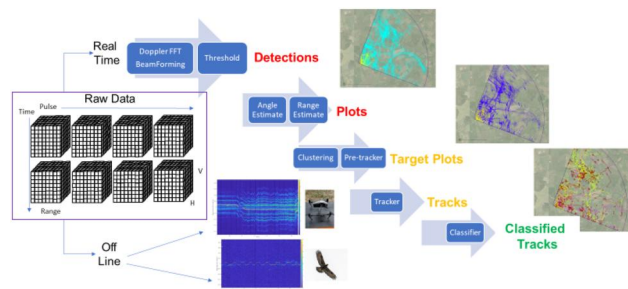 Real
Time
Doppler FFT
BeamForming
Threshold
Detections
Raw Data
Pulse
Time
Range
V
H
Angle
Estimate
Range
Estimate
Plots
Clustering
Pre-tracker
Target Plots
Tracker
Tracks
Classifier
Classified
Tracks
Off
Line